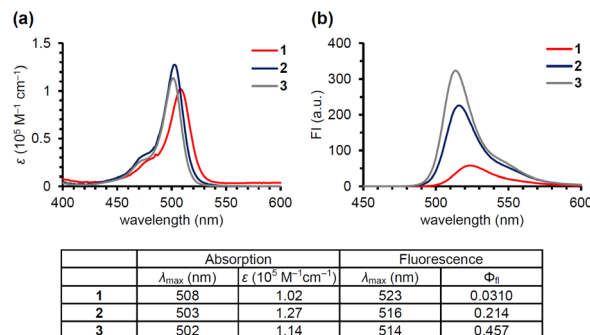 (a)
ε (10⁵ M⁻¹ cm⁻¹)
1.5
1
0.5
0
400 450 500 550 600
wavelength (nm)
1
2
3
(b)
FI (a.u.)
400
300
200
100
0
450 500 550 600
wavelength (nm)
1
2
3
Absorption Fluorescence
λmax (nm) ε (10⁵ M⁻¹cm⁻¹) λmax (nm) Φfl
1 508 1.02 523 0.0310
2 503 1.27 516 0.214
3 502 1.14 514 0.457